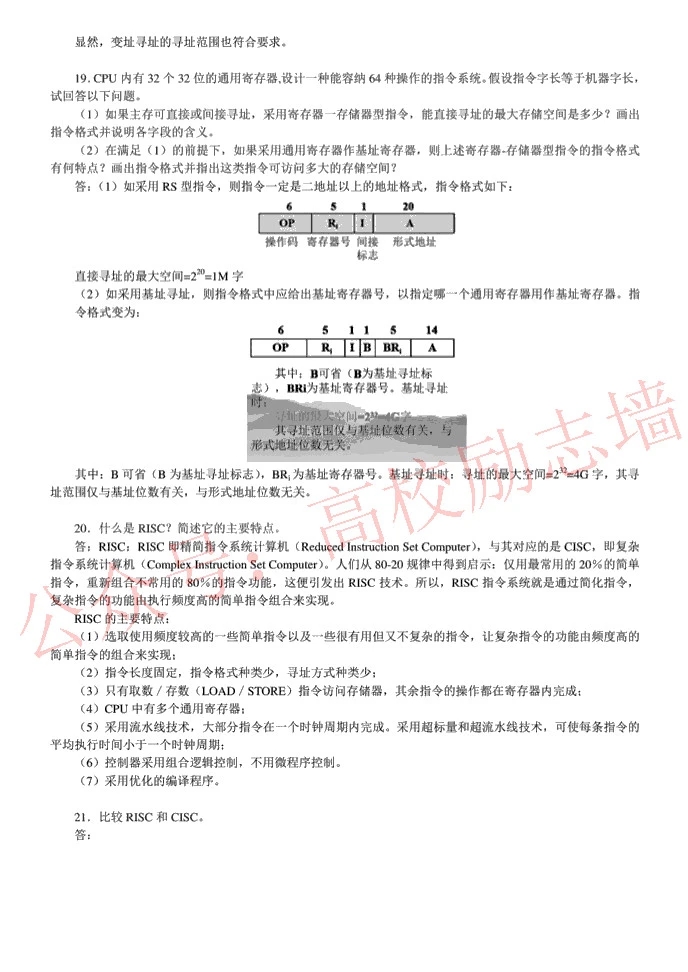 显然，变址寻址的寻址范围也符合要求。
19. CPU 内有 32 个 32 位的通用寄存器,设计一种能容纳 64 种操作的指令系统。假设指令字长等于机器字长，
试回答以下问题。
（1）如果主存可直接或间接寻址，采用寄存器一存储器型指令，能直接寻址的最大存储空间是多少？画出
指令格式并说明各字段的含义。
（2）在满足（1）的前提下，如果采用通用寄存器作基址寄存器，则上述寄存器-存储器型指令的指令格式
有何特点？画出指令格式并指出这类指令可访问多大的存储空间？
答：（1）如采用 RS 型指令，则指令一定是二地址以上的地址格式，指令格式如下：
6 5 1 20
OP Ri I A
操作码 寄存器号 间接 形式地址
标志
直接寻址的最大空间=2^20=1M 字
（2）如采用基址寻址，则指令格式中应给出基址寄存器号，以指定哪一个通用寄存器用作基址寄存器。指
令格式变为：
6 5 1 1 5 14
OP Ri I B BRi A
其中：B可省（B为基址寻址标
志），BRi为基址寄存器号。基址寻址
时：
寻址的最大空间=2^32=4G字
其寻址范围仅与基址位数有关，与
形式地址位数无关。
其中：B 可省（B 为基址寻址标志），BRi 为基址寄存器号。基址寻址时：寻址的最大空间=2^32=4G 字，其寻
址范围仅与基址位数有关，与形式地址位数无关。
20．什么是 RISC？简述它的主要特点。
答：RISC：RISC 即精简指令系统计算机（Reduced Instruction Set Computer），与其对应的是 CISC，即复杂
指令系统计算机（Complex Instruction Set Computer）。人们从 80-20 规律中得到启示：仅用最常用的 20%的简单
指令，重新组合不常用的 80%的指令功能，这便引发出 RISC 技术。所以，RISC 指令系统就是通过简化指令，
复杂指令的功能由执行频度高的简单指令组合来实现。
RISC 的主要特点：
（1）选取使用频度较高的一些简单指令以及一些很有用但又不复杂的指令，让复杂指令的功能由频度高的
简单指令的组合来实现；
（2）指令长度固定，指令格式种类少，寻址方式种类少；
（3）只有取数／存数（LOAD／STORE）指令访问存储器，其余指令的操作都在寄存器内完成；
（4）CPU 中有多个通用寄存器；
（5）采用流水线技术，大部分指令在一个时钟周期内完成。采用超标量和超流水线技术，可使每条指令的
平均执行时间小于一个时钟周期；
（6）控制器采用组合逻辑控制，不用微程序控制。
（7）采用优化的编译程序。
21．比较 RISC 和 CISC。
答：
公众号：高校励志墙